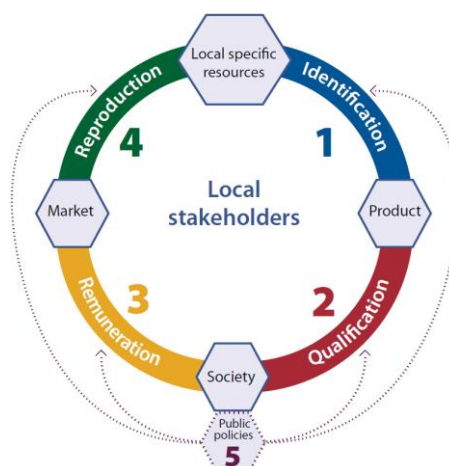 Local specific
resources
Identification
1
Product
2
Qualification
Society
Public
policies
5
Remuneration
3
Market
4
Reproduction
Local
stakeholders